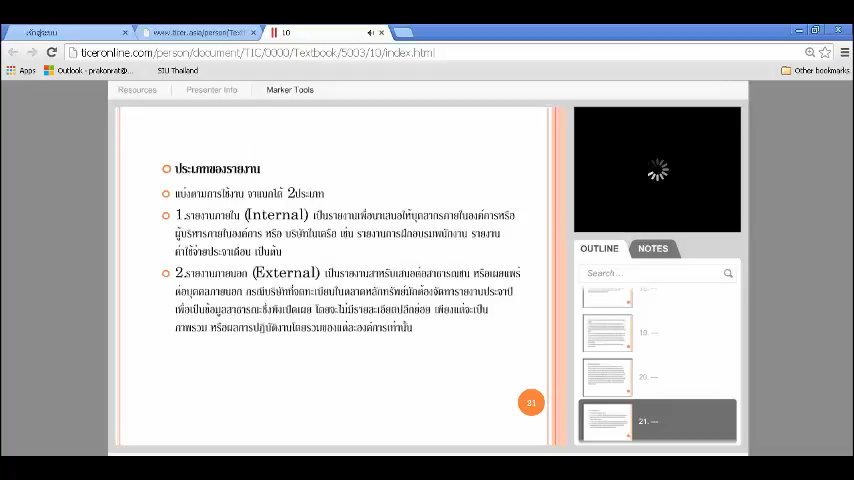 เข้าสู่ระบบ
www.ticer.asia/person/Text
10
ticeronline.com/person/document/TIC/0000/Textbook/5003/10/index.html
Apps
Outlook - prakonrat@...
SIU Thailand
Other bookmarks
Resources
Presenter Info
Marker Tools
ประเภทของรายงาน
แบ่งตามการใช้งาน จำแนกได้ 2ประเภท
1.รายงานภายใน (Internal) เป็นรายงานเพื่อนำเสนอให้บุคลากรภายในองค์การหรือ
ผู้บริหารภายในองค์การ หรือ บริษัทในเครือ เช่น รายงานการฝึกอบรมพนักงาน รายงาน
ค่าใช้จ่ายประจำเดือน เป็นต้น
2.รายงานภายนอก (External) เป็นรายงานสำหรับเสนอต่อสาธารณชน หรือเผยแพร่
ต่อบุคคลภายนอก กรณีบริษัทที่จดทะเบียนในตลาดหลักทรัพย์มักต้องจัดทำรายงานประจำปี
เพื่อเป็นข้อมูลสาธารณะซึ่งพึงเปิดเผย โดยจะไม่มีรายละเอียดปลีกย่อย เพียงแต่จะเป็น
ภาพรวม หรือผลการปฏิบัติงานโดยรวมของแต่ละองค์การเท่านั้น
21
OUTLINE
NOTES
Search...
19. —
20. —
21. —